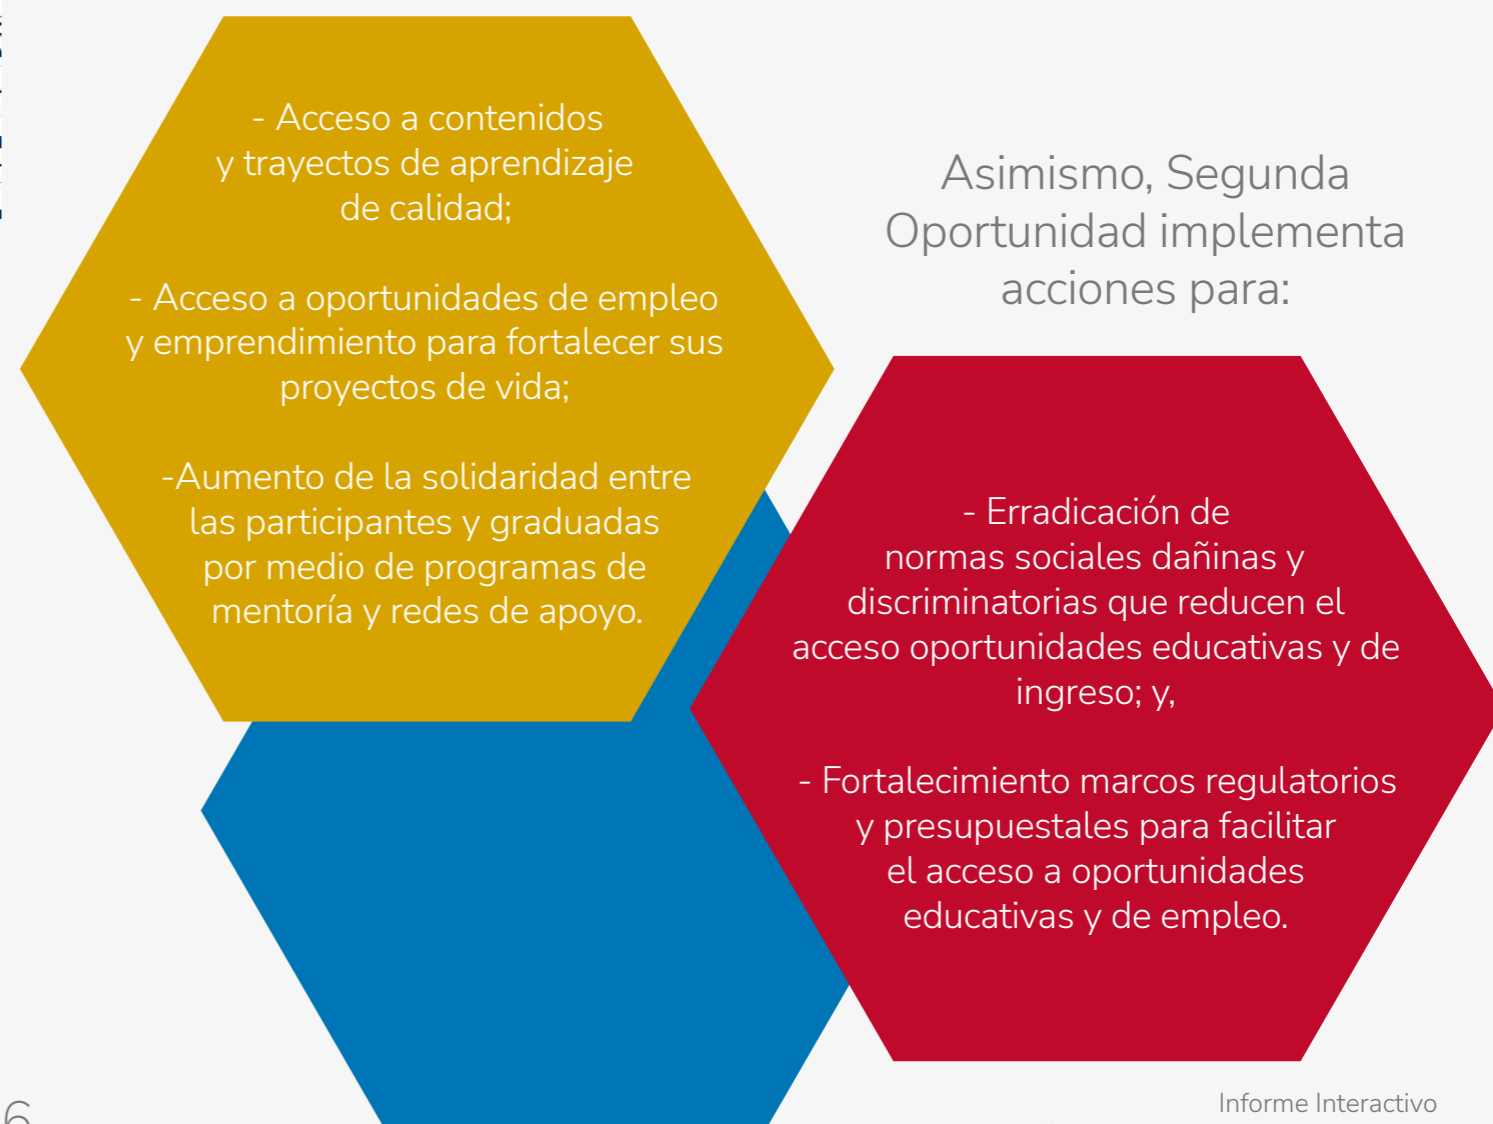 - Acceso a contenidos
y trayectos de aprendizaje
de calidad;
- Acceso a oportunidades de empleo
y emprendimiento para fortalecer sus
proyectos de vida;
-Aumento de la solidaridad entre
las participantes y graduadas
por medio de programas de
mentoría y redes de apoyo.
Asimismo, Segunda
Oportunidad implementa
acciones para:
- Erradicación de
normas sociales dañinas y
discriminatorias que reducen el
acceso oportunidades educativas y de
ingreso; y,
- Fortalecimiento marcos regulatorios
y presupuestales para facilitar
el acceso a oportunidades
educativas y de empleo.
6
Informe Interactivo